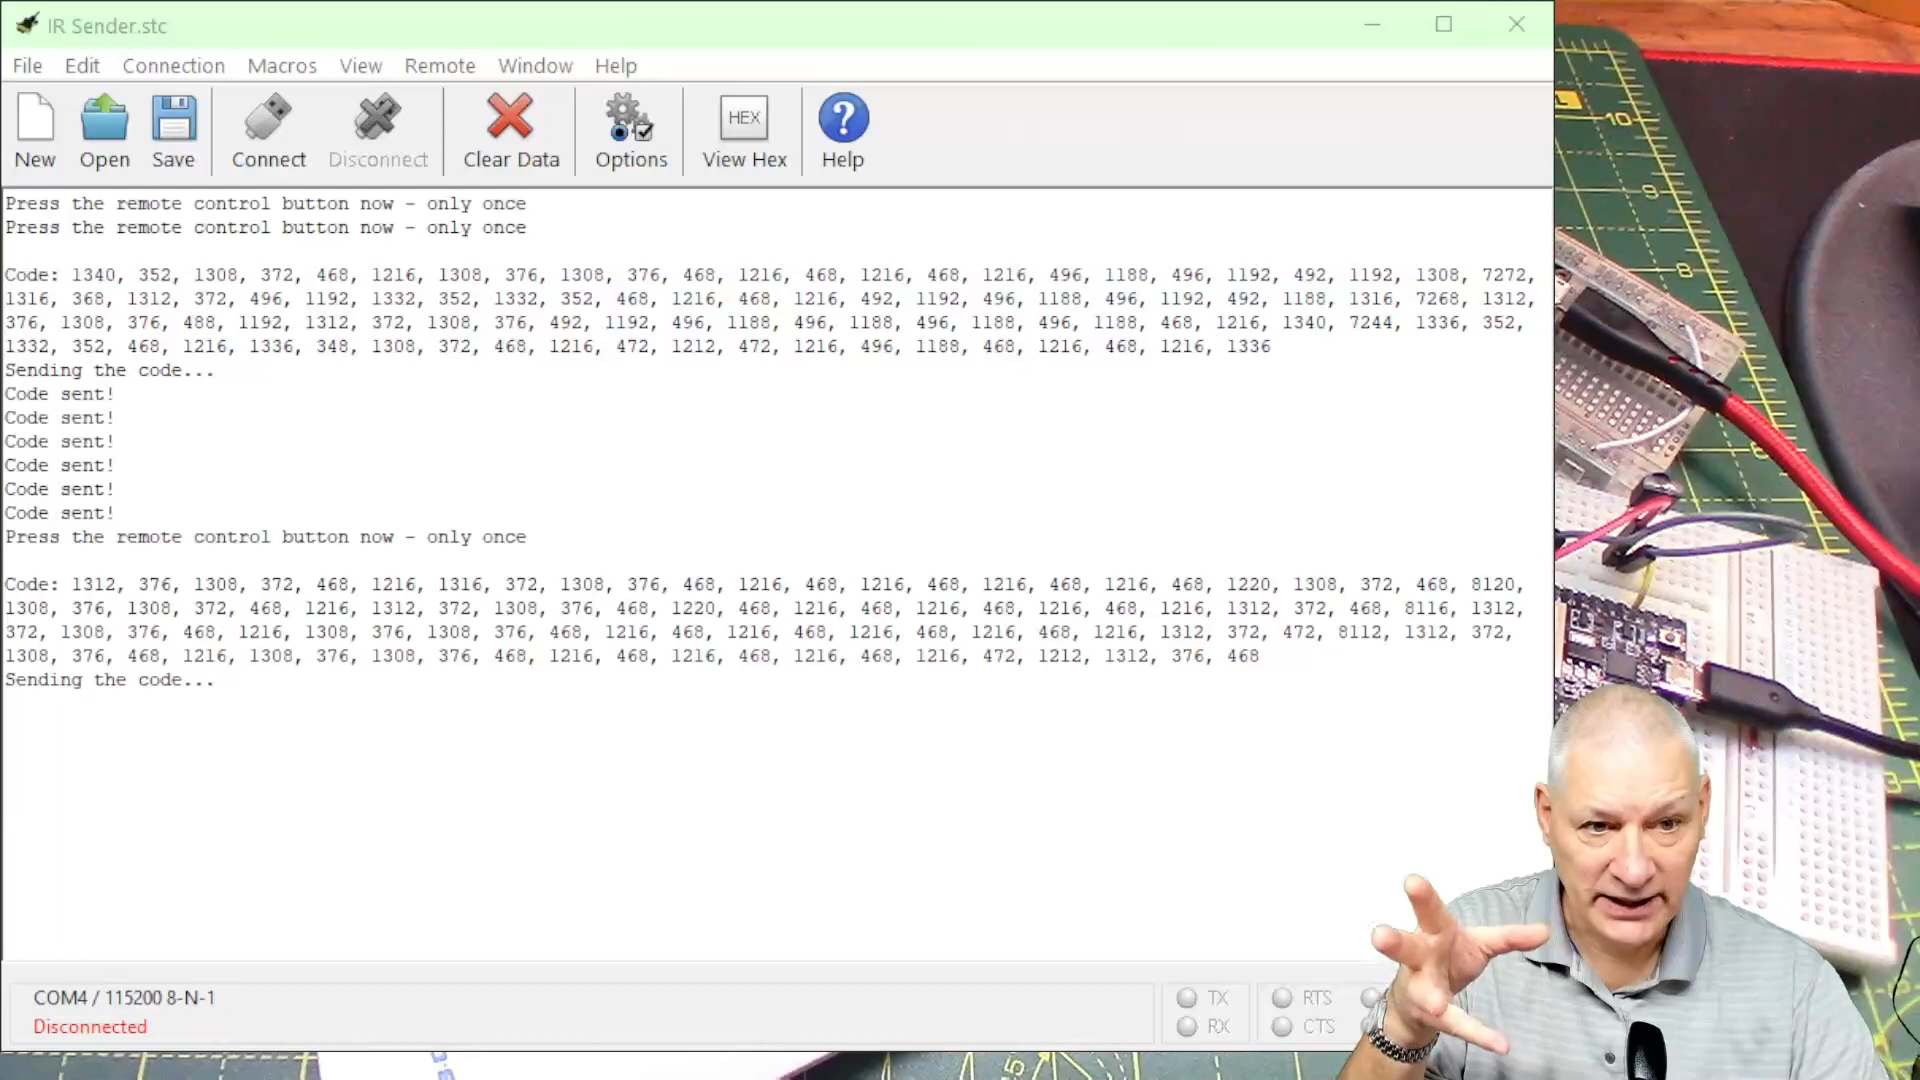 IR Sender.stc
File Edit Connection Macros View Remote Window Help
HEX
New Open Save Connect Disconnect Clear Data Options View Hex Help
Press the remote control button now - only once
Press the remote control button now - only once
Code: 1340, 352, 1308, 372, 468, 1216, 1308, 376, 1308, 376, 468, 1216, 468, 1216, 468, 1216, 496, 1188, 496, 1192, 492, 1192, 1308, 7272,
1316, 368, 1312, 372, 496, 1192, 1332, 352, 1332, 352, 468, 1216, 468, 1216, 492, 1192, 496, 1188, 496, 1192, 492, 1188, 1316, 7268, 1312,
376, 1308, 376, 488, 1192, 1312, 372, 1308, 376, 492, 1192, 496, 1188, 496, 1188, 496, 1188, 496, 1188, 468, 1216, 1340, 7244, 1336, 352,
1332, 352, 468, 1216, 1336, 348, 1308, 372, 468, 1216, 472, 1212, 472, 1216, 496, 1188, 468, 1216, 468, 1216, 1336
Sending the code...
Code sent!
Code sent!
Code sent!
Code sent!
Code sent!
Code sent!
Press the remote control button now - only once
Code: 1312, 376, 1308, 372, 468, 1216, 1316, 372, 1308, 376, 468, 1216, 468, 1216, 468, 1216, 468, 1216, 468, 1220, 1308, 372, 468, 8120,
1308, 376, 1308, 372, 468, 1216, 1312, 372, 1308, 376, 468, 1220, 468, 1216, 468, 1216, 468, 1216, 468, 1216, 1312, 372, 468, 8116, 1312,
372, 1308, 376, 468, 1216, 1308, 376, 1308, 376, 468, 1216, 468, 1216, 468, 1216, 468, 1216, 468, 1216, 1312, 372, 472, 8112, 1312, 372,
1308, 376, 468, 1216, 1308, 376, 1308, 376, 468, 1216, 468, 1216, 468, 1216, 468, 1216, 472, 1212, 1312, 376, 468
Sending the code...
COM4 / 115200 8-N-1
Disconnected
TX RTS
RX CTS
10
9
8
6
3